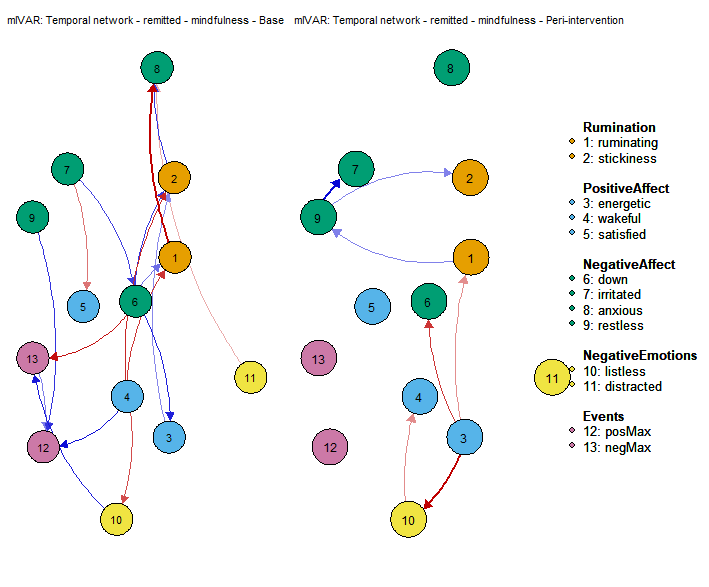 mlVAR: Temporal network - remitted - mindfulness - Base
mlVAR: Temporal network - remitted - mindfulness - Peri-intervention
8
7
2
9
1
6
5
13
11
4
12
3
10
8
7
2
9
1
5
6
13
11
4
12
3
10
Rumination
1: ruminating
2: stickiness
PositiveAffect
3: energetic
4: wakeful
5: satisfied
NegativeAffect
6: down
7: irritated
8: anxious
9: restless
NegativeEmotions
10: listless
11: distracted
Events
12: posMax
13: negMax